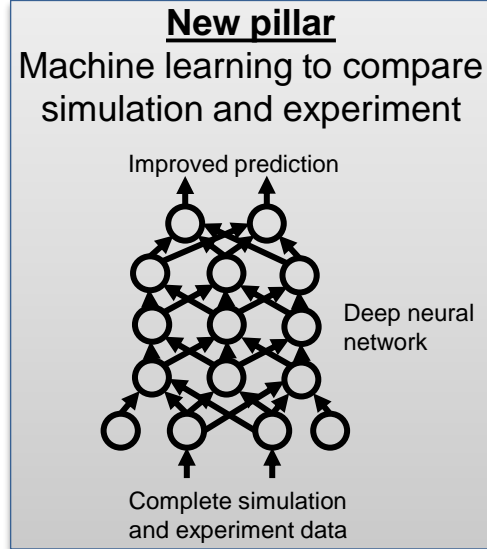 New pillar
Machine learning to compare
simulation and experiment
Improved prediction
Deep neural
network
Complete simulation
and experiment data